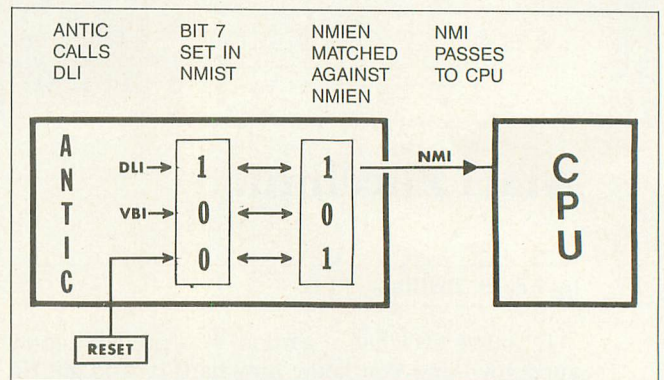 ANTIC
CALLS
DLI
BIT 7
SET IN
NMIST
NMIEN
MATCHED
AGAINST
NMIEN
NMI
PASSES
TO CPU
ANTIC
DLI
1
1
NMI
VBI
0
0
0
1
CPU
RESET